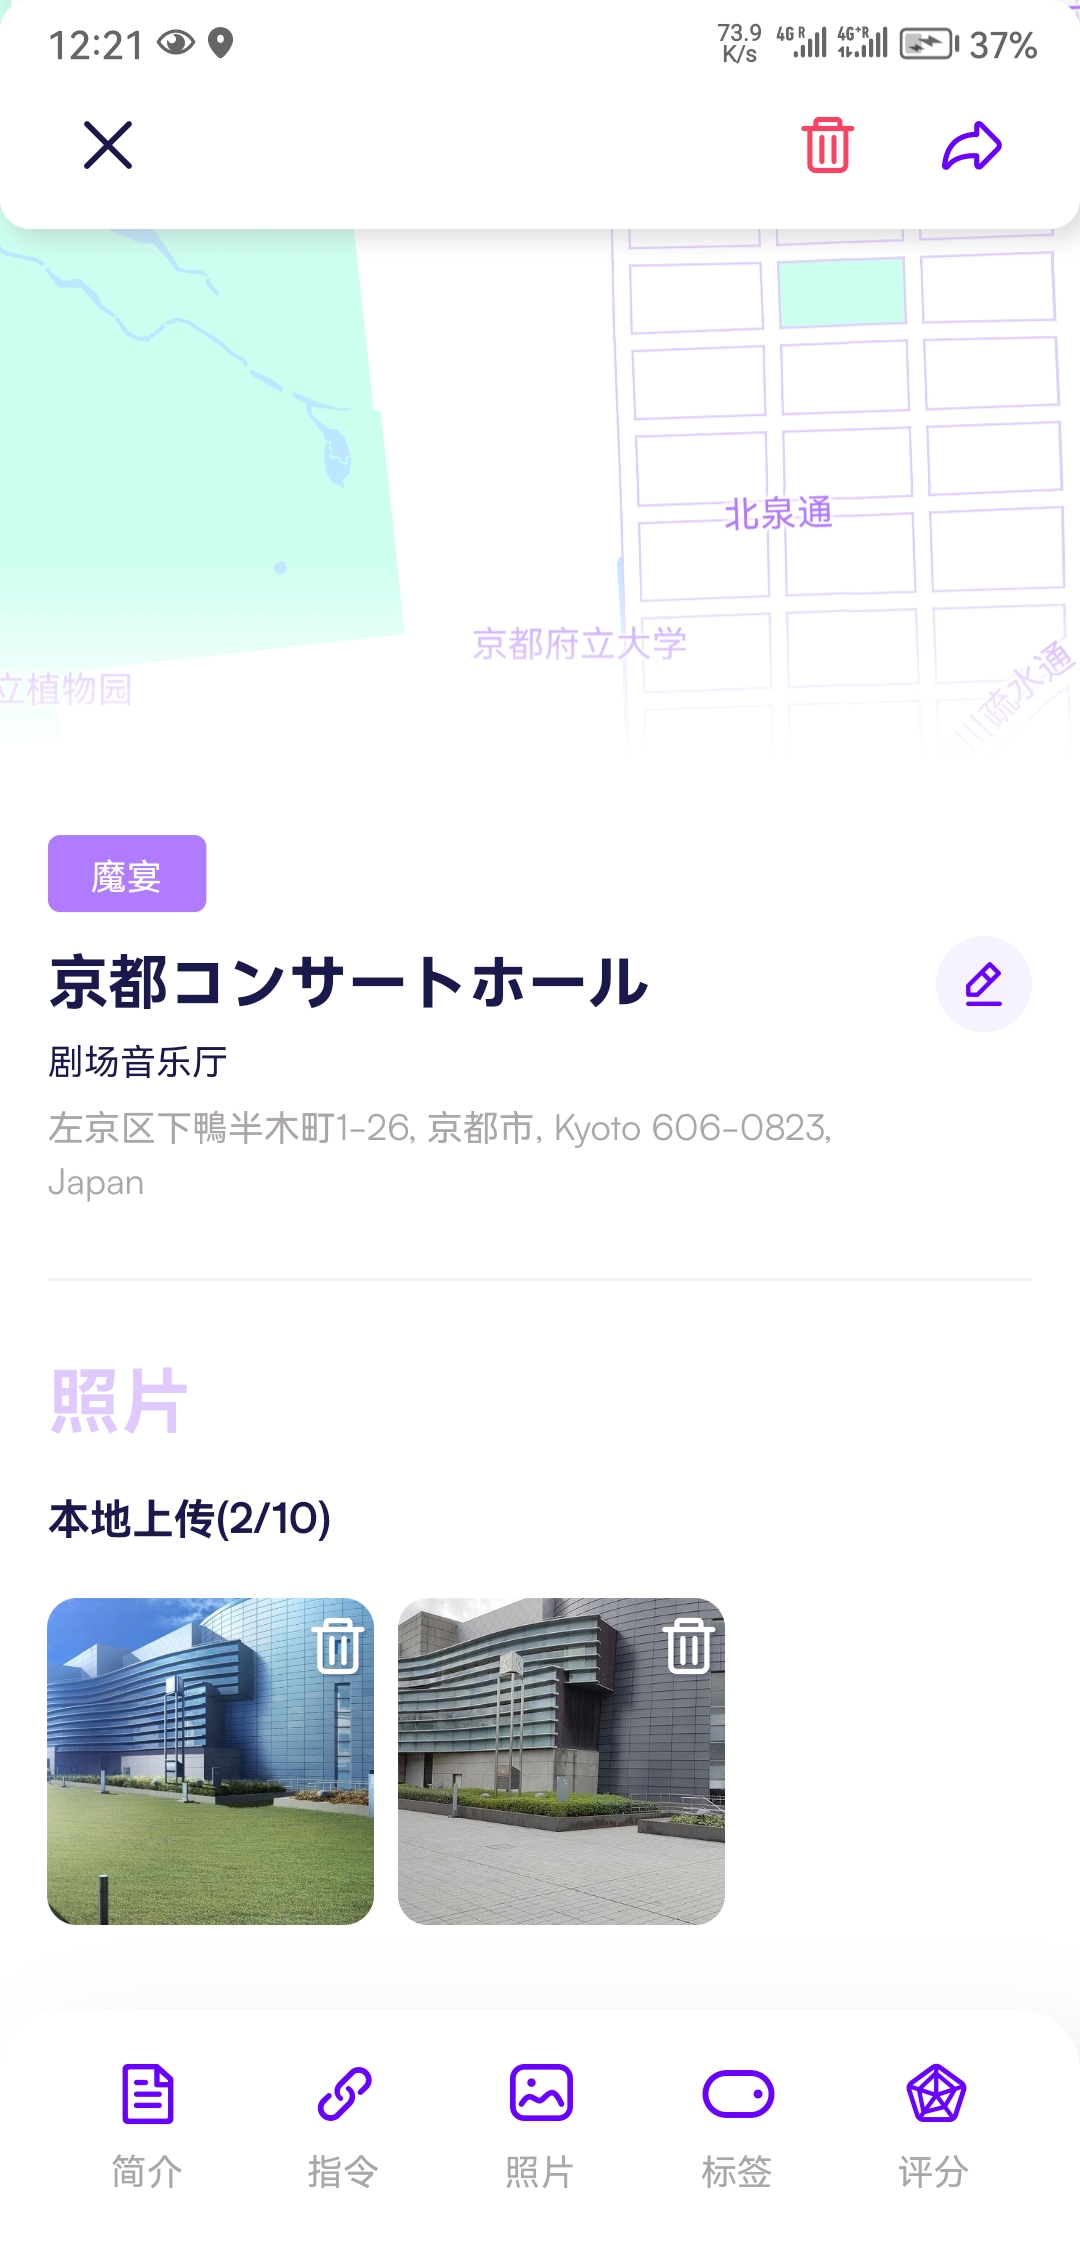 12:21
73.9 K/s 4G R 4G+R 37%
北泉通
京都府立大学
立植物园
川疏水通
魔宴
京都コンサートホール
剧场音乐厅
左京区下鴨半木町1-26, 京都市, Kyoto 606-0823,
Japan
照片
本地上传(2/10)
简介 指令 照片 标签 评分